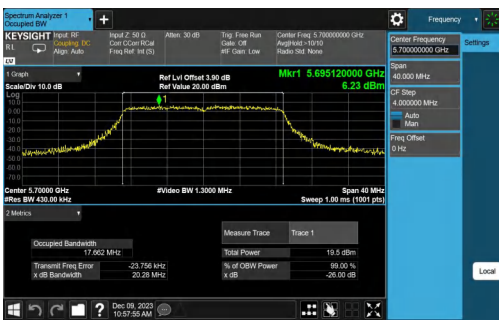 Spectrum Analyzer 1
Occupied BW
+
Frequency
KEYSIGHT Input: RF Input Z: 50 Ω Atten: 30 dB Trig: Free Run Center Freq: 5.700000000 GHz
R L Coupling: DC Corr CCorr RCal Gate: Off Avg|Hold:>10/10
Align: Auto Freq Ref: Int (S) #IF Gain: Low Radio Std: None
LW
Center Frequency
5.700000000 GHz
Settings
Span
40.000 MHz
CF Step
4.000000 MHz
Auto
Man
Freq Offset
0 Hz
Local
1 Graph
Ref Lvl Offset 3.90 dB
Mkr1 5.695120000 GHz
Scale/Div 10.0 dB
Ref Value 20.00 dBm
6.23 dBm
Log
10.0
0.00
-10.0
-20.0
-30.0
-40.0
-50.0
-60.0
-70.0
1
Center 5.70000 GHz
#Video BW 1.3000 MHz
Span 40 MHz
#Res BW 430.00 kHz
Sweep 1.00 ms (1001 pts)
2 Metrics
Measure Trace Trace 1
Occupied Bandwidth
17.662 MHz
Total Power 19.5 dBm
Transmit Freq Error -23.756 kHz
% of OBW Power 99.00 %
x dB Bandwidth 20.28 MHz
x dB -26.00 dB
?
Dec 09, 2023
10:57:55 AM